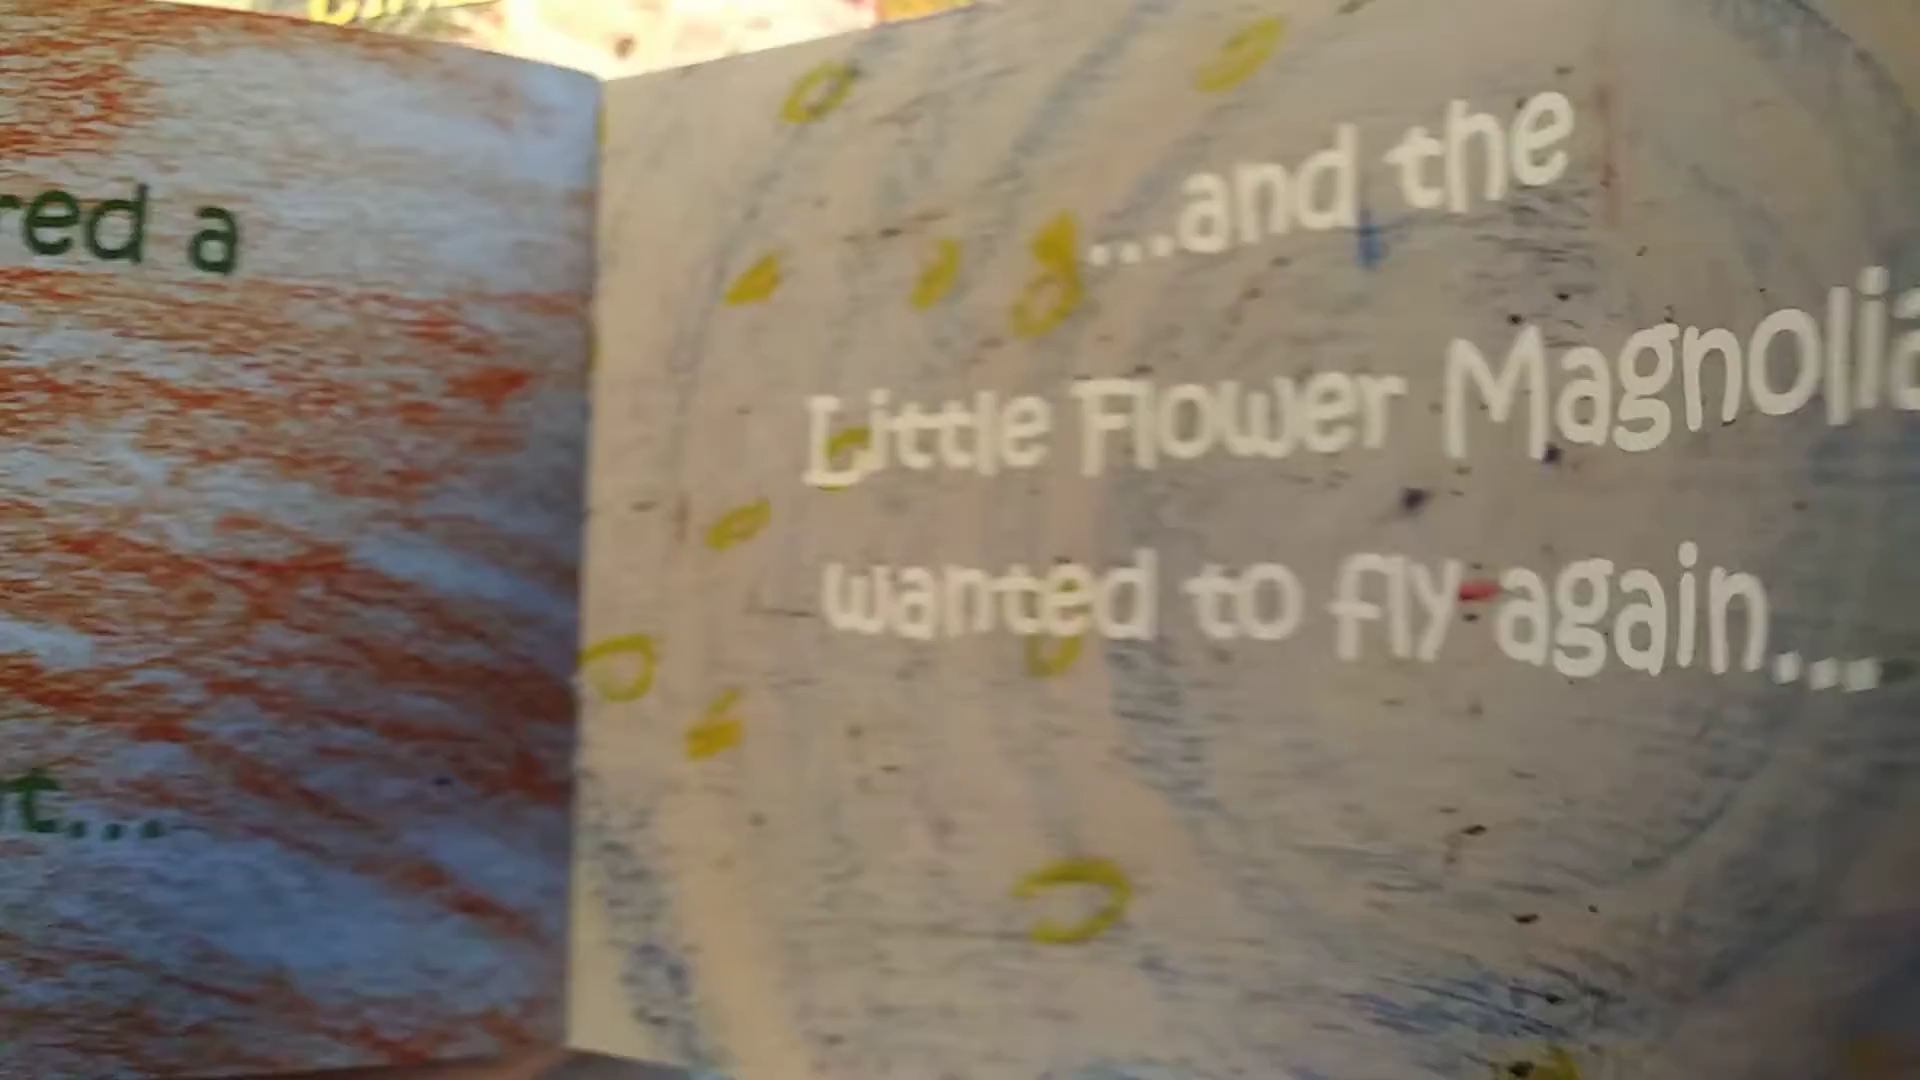 red a
t...
...and the
Little Flower Magnolia
wanted to fly again...